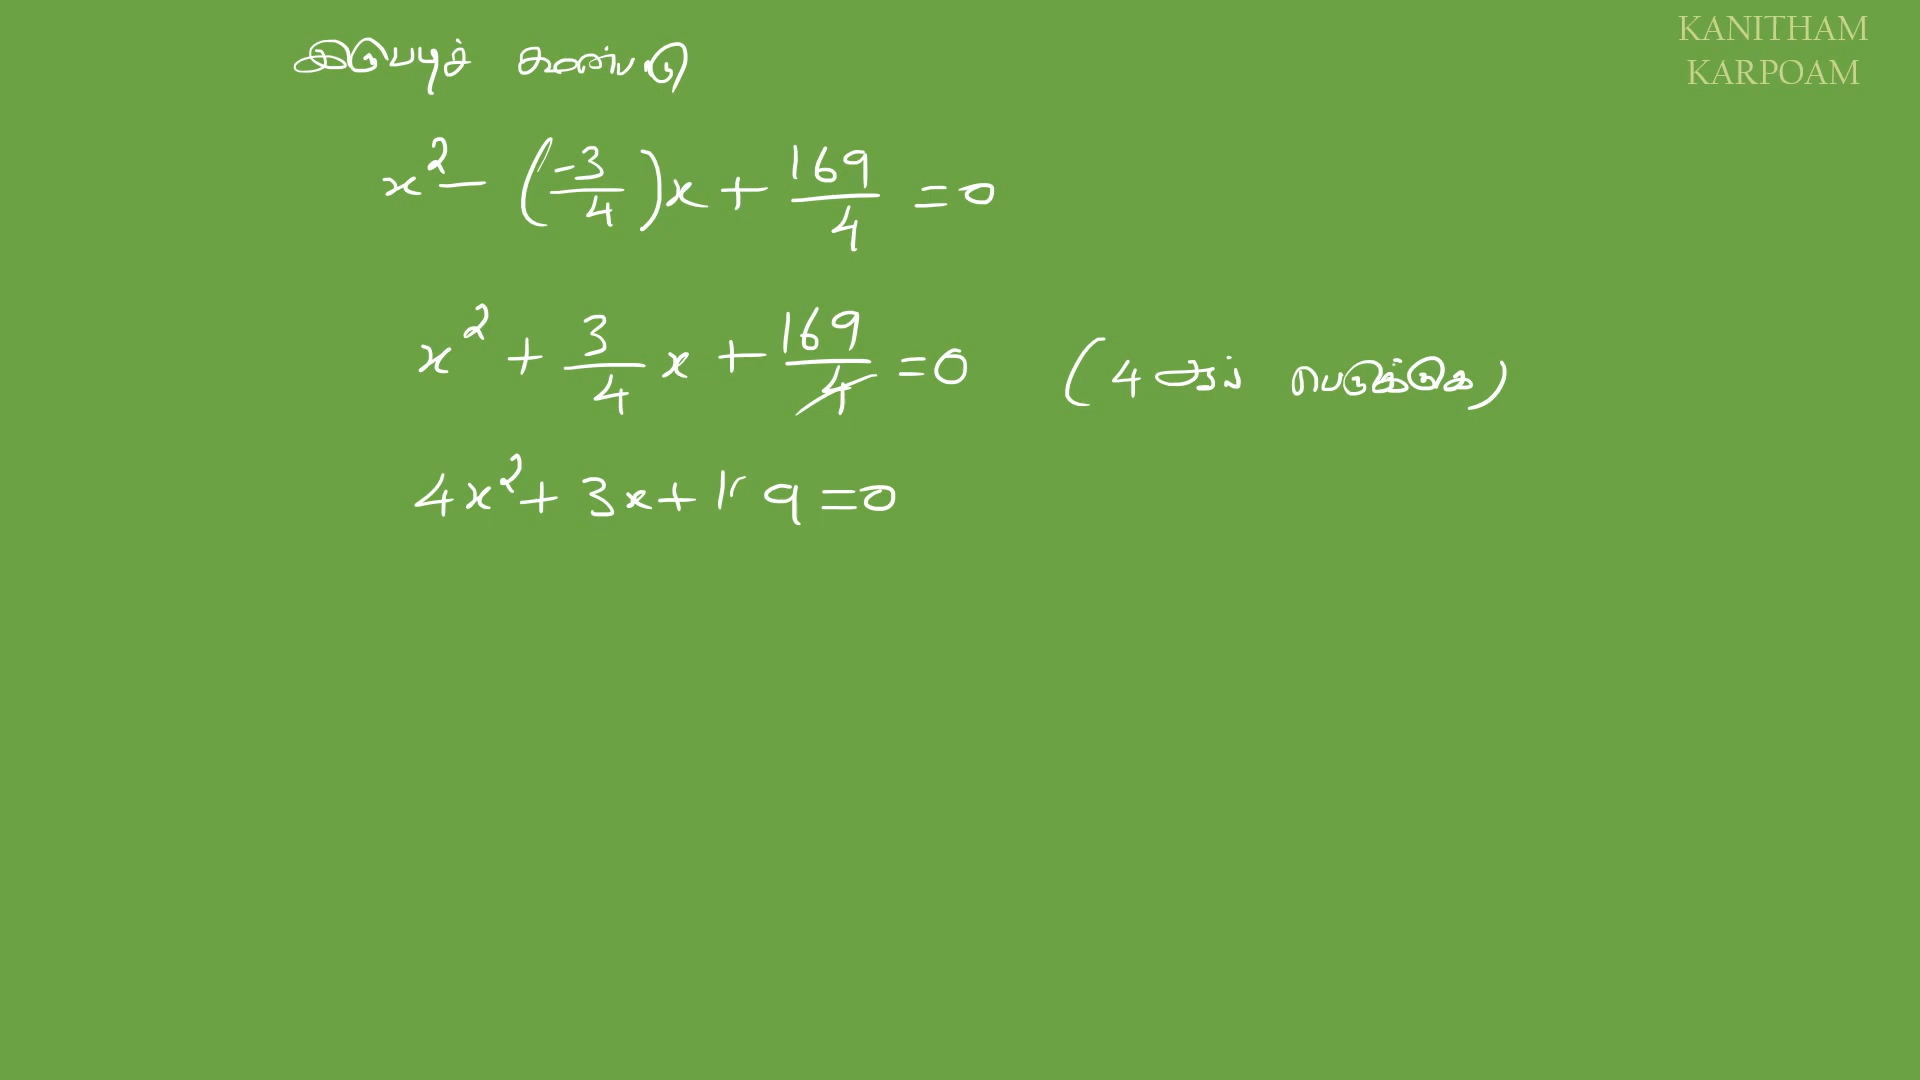 KANITHAM
KARPOAM
இருபடிச் சமன்பாடு
x² - (-3/4)x + 169/4 = 0
x² + 3/4 x + 169/4 = 0 (4 ஆல் பெருக்குக)
4x² + 3x + 169 = 0